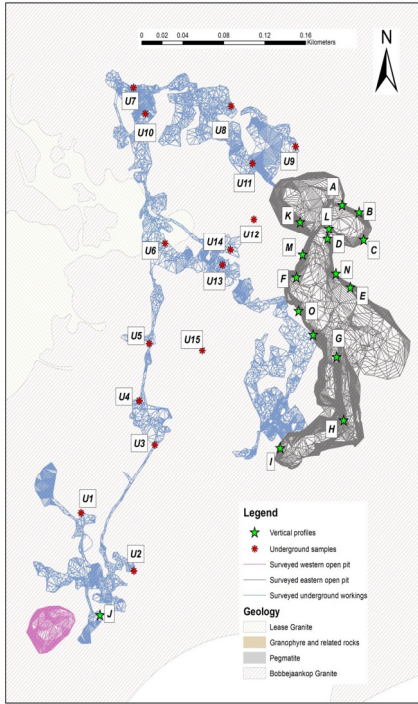 N
0 0.02 0.04 0.08 0.12 0.16
Kilometers
U7
U10
U8
U9
U11
A
B
K
L
U12
U14
U6
D
C
M
U13
N
F
E
O
U5
U15
G
U4
H
U3
I
U1
Legend
Vertical profiles
U2
Underground samples
Surveyed western open pit
Surveyed eastern open pit
Surveyed underground workings
J
Geology
Lease Granite
Granophyre and related rocks
Pegmatite
Bobbejaankop Granite